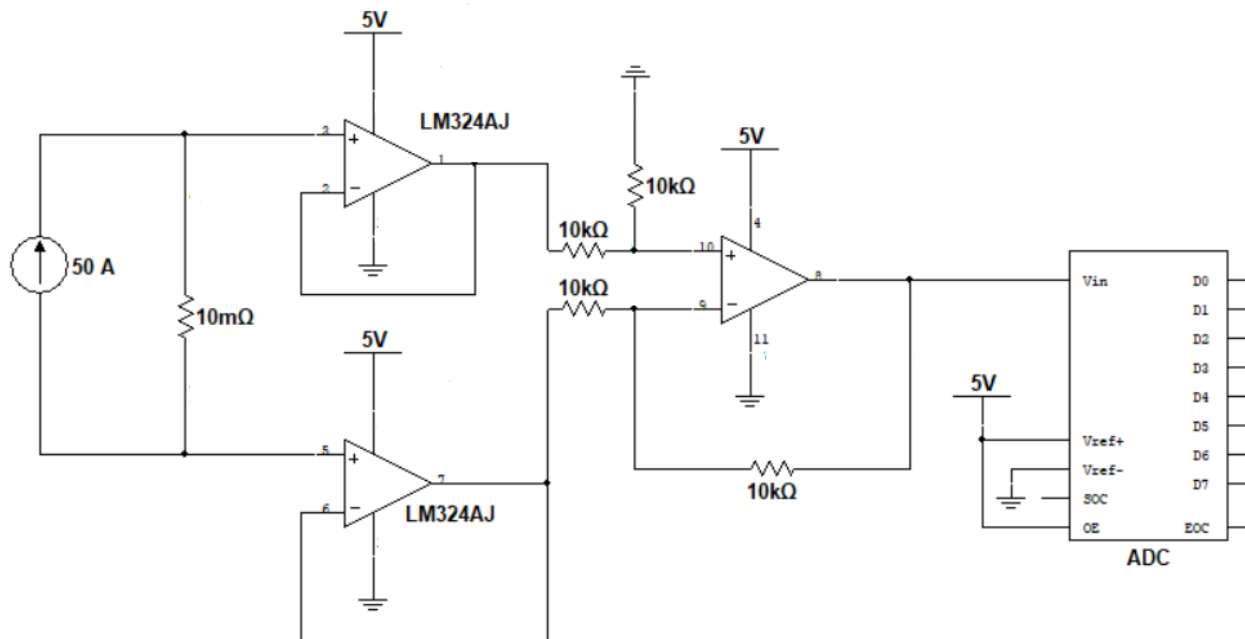 5V
LM324AJ
3
2
1
50 A
10mΩ
5V
5
6
7
LM324AJ
10kΩ
10kΩ
10kΩ
10kΩ
5V
4
10
9
8
11
5V
Vin
Vref+
Vref-
SOC
OE
D0
D1
D2
D3
D4
D5
D6
D7
EOC
ADC